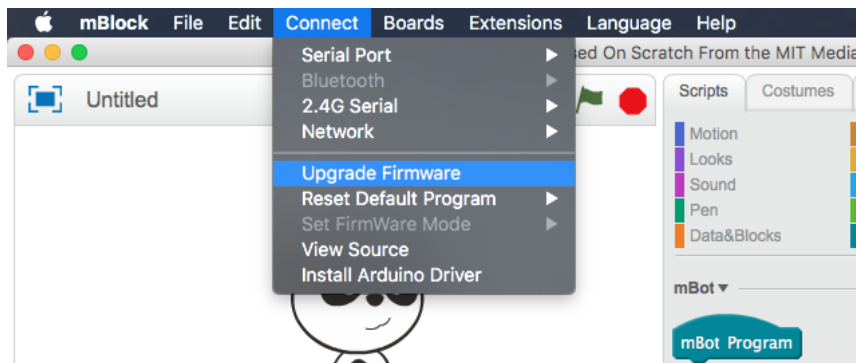 mBlock File Edit Connect Boards Extensions Language Help
sed On Scratch From the MIT Media
Untitled
Serial Port
Bluetooth
2.4G Serial
Network
Upgrade Firmware
Reset Default Program
Set FirmWare Mode
View Source
Install Arduino Driver
Scripts Costumes
Motion
Looks
Sound
Pen
Data&Blocks
mBot
mBot Program